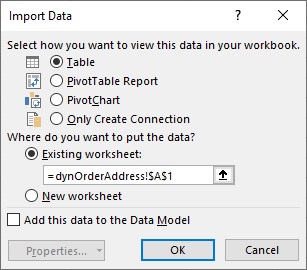 Import Data
? ×
Select how you want to view this data in your workbook.
Table
PivotTable Report
PivotChart
Only Create Connection
Where do you want to put the data?
Existing worksheet:
=dynOrderAddress!$A$1
New worksheet
Add this data to the Data Model
Properties...
OK
Cancel